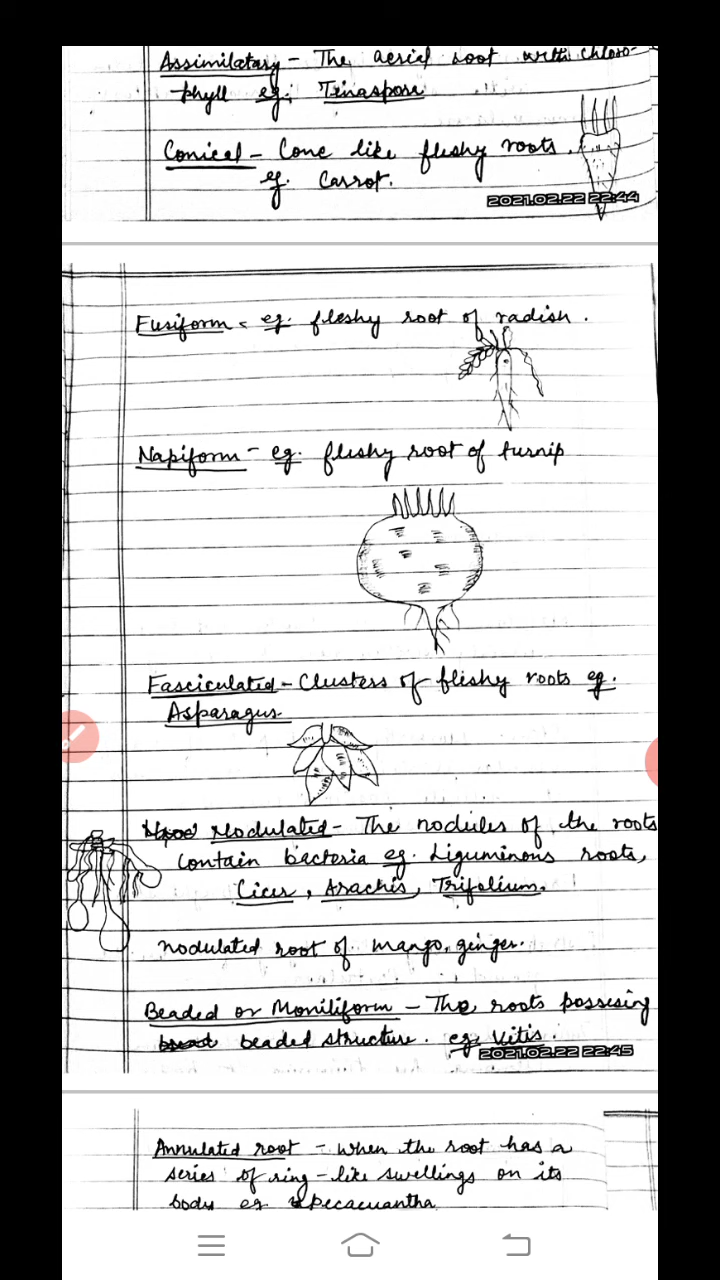 Assimilatary - The aerial root with chloro-
phyll eg; Tinaspora
Conical - Cone like fleshy roots.
eg. Carrot.
2021.02.22 22:44
Fusiform - eg. fleshy root of radish.
Napiform - eg. fleshy root of turnip
Fasciculated - Clusters of fleshy roots eg.
Asparagus
Nodulated - The nodules of the roots
contain bacteria eg. Liguminous roots,
Cicer, Arachis, Trifolium.
nodulated root of mango, ginger.
Beaded or Moniliform - The roots possesing
beaded structure. eg. Vitis.
2021.02.22 22:45
Annulated root - when the root has a
series of ring-like swellings on its
body eg Ipecacuantha